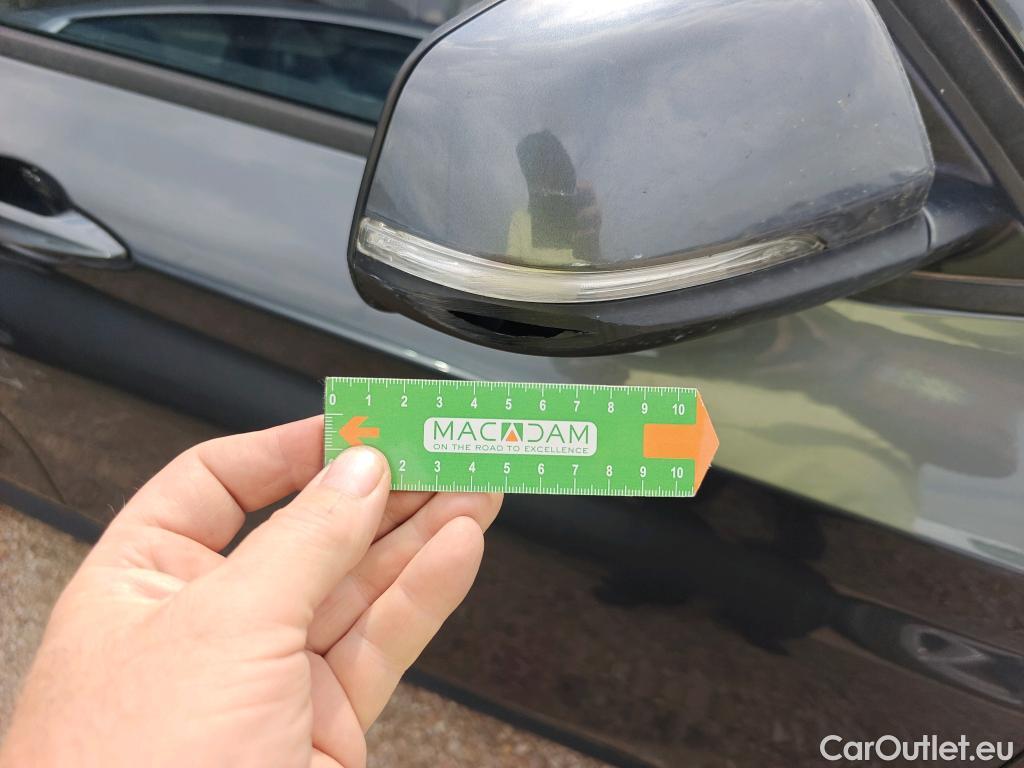 0 1 2 3 4 5 6 7 8 9 10
MACADAM
ON THE ROAD TO EXCELLENCE
2 3 4 5 6 7 8 9 10
CarOutlet.eu